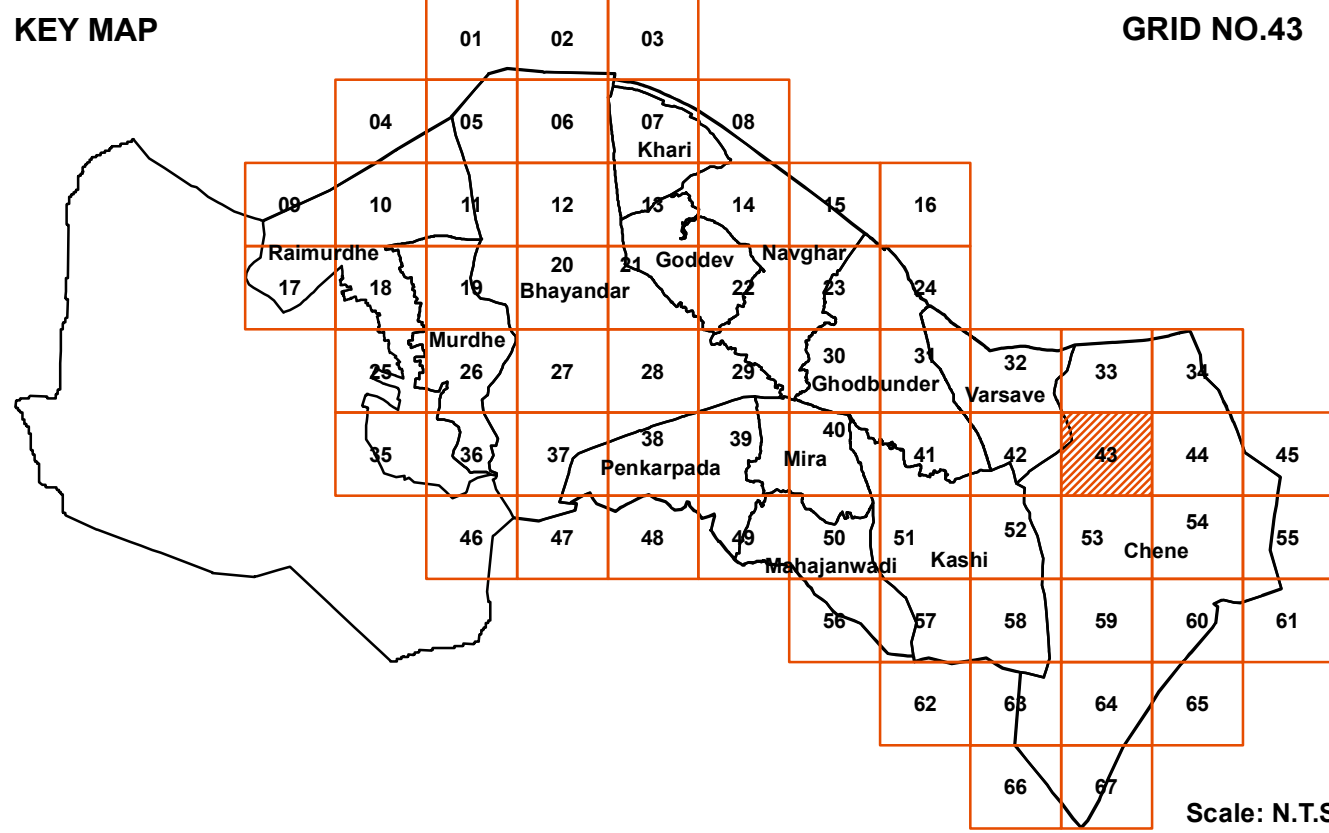 KEY MAP
GRID NO.43
01 02 03
04 05 06 07 08
Khari
09 10 11 12 13 14 15 16
Raimurdhe Goddev Navghar
17 18 19 20 21 22 23 24
Bhayandar
Murdhe
25 26 27 28 29 30 31 32 33 34
Ghodbunder Varsave
35 36 37 38 39 40 41 42 43 44 45
Penkarpada Mira
46 47 48 49 50 51 52 53 54 55
Mahajanwadi Kashi Chene
56 57 58 59 60 61
62 63 64 65
66 67
Scale: N.T.S